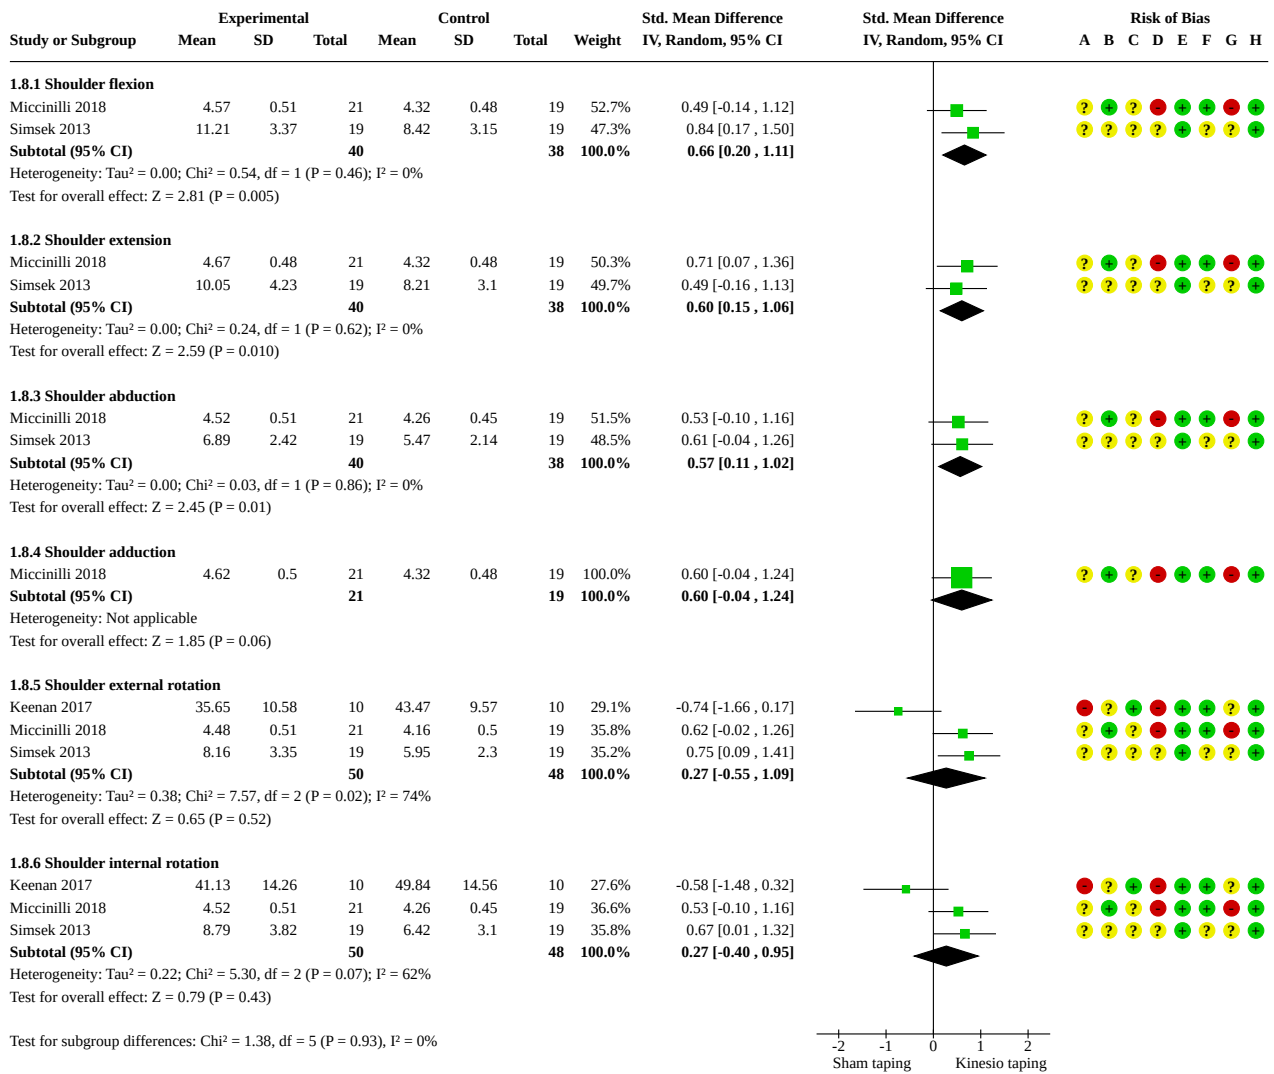 Experimental Control Std. Mean Difference Std. Mean Difference Risk of Bias
Study or Subgroup Mean SD Total Mean SD Total Weight IV, Random, 95% CI IV, Random, 95% CI A B C D E F G H
1.8.1 Shoulder flexion
Miccinilli 2018 4.57 0.51 21 4.32 0.48 19 52.7% 0.49 [-0.14 , 1.12] ? + ? - + + - +
Simsek 2013 11.21 3.37 19 8.42 3.15 19 47.3% 0.84 [0.17 , 1.50] ? ? ? ? + ? ? +
Subtotal (95% CI) 40 38 100.0% 0.66 [0.20 , 1.11]
Heterogeneity: Tau² = 0.00; Chi² = 0.54, df = 1 (P = 0.46); I² = 0%
Test for overall effect: Z = 2.81 (P = 0.005)
1.8.2 Shoulder extension
Miccinilli 2018 4.67 0.48 21 4.32 0.48 19 50.3% 0.71 [0.07 , 1.36] ? + ? - + + - +
Simsek 2013 10.05 4.23 19 8.21 3.1 19 49.7% 0.49 [-0.16 , 1.13] ? ? ? ? + ? ? +
Subtotal (95% CI) 40 38 100.0% 0.60 [0.15 , 1.06]
Heterogeneity: Tau² = 0.00; Chi² = 0.24, df = 1 (P = 0.62); I² = 0%
Test for overall effect: Z = 2.59 (P = 0.010)
1.8.3 Shoulder abduction
Miccinilli 2018 4.52 0.51 21 4.26 0.45 19 51.5% 0.53 [-0.10 , 1.16] ? + ? - + + - +
Simsek 2013 6.89 2.42 19 5.47 2.14 19 48.5% 0.61 [-0.04 , 1.26] ? ? ? ? + ? ? +
Subtotal (95% CI) 40 38 100.0% 0.57 [0.11 , 1.02]
Heterogeneity: Tau² = 0.00; Chi² = 0.03, df = 1 (P = 0.86); I² = 0%
Test for overall effect: Z = 2.45 (P = 0.01)
1.8.4 Shoulder adduction
Miccinilli 2018 4.62 0.5 21 4.32 0.48 19 100.0% 0.60 [-0.04 , 1.24] ? + ? - + + - +
Subtotal (95% CI) 21 19 100.0% 0.60 [-0.04 , 1.24]
Heterogeneity: Not applicable
Test for overall effect: Z = 1.85 (P = 0.06)
1.8.5 Shoulder external rotation
Keenan 2017 35.65 10.58 10 43.47 9.57 10 29.1% -0.74 [-1.66 , 0.17] - ? + - + + ? +
Miccinilli 2018 4.48 0.51 21 4.16 0.5 19 35.8% 0.62 [-0.02 , 1.26] ? + ? - + + - +
Simsek 2013 8.16 3.35 19 5.95 2.3 19 35.2% 0.75 [0.09 , 1.41] ? ? ? ? + ? ? +
Subtotal (95% CI) 50 48 100.0% 0.27 [-0.55 , 1.09]
Heterogeneity: Tau² = 0.38; Chi² = 7.57, df = 2 (P = 0.02); I² = 74%
Test for overall effect: Z = 0.65 (P = 0.52)
1.8.6 Shoulder internal rotation
Keenan 2017 41.13 14.26 10 49.84 14.56 10 27.6% -0.58 [-1.48 , 0.32] - ? + - + + ? +
Miccinilli 2018 4.52 0.51 21 4.26 0.45 19 36.6% 0.53 [-0.10 , 1.16] ? + ? - + + - +
Simsek 2013 8.79 3.82 19 6.42 3.1 19 35.8% 0.67 [0.01 , 1.32] ? ? ? ? + ? ? +
Subtotal (95% CI) 50 48 100.0% 0.27 [-0.40 , 0.95]
Heterogeneity: Tau² = 0.22; Chi² = 5.30, df = 2 (P = 0.07); I² = 62%
Test for overall effect: Z = 0.79 (P = 0.43)
Test for subgroup differences: Chi² = 1.38, df = 5 (P = 0.93), I² = 0%
-2 -1 0 1 2
Sham taping Kinesio taping